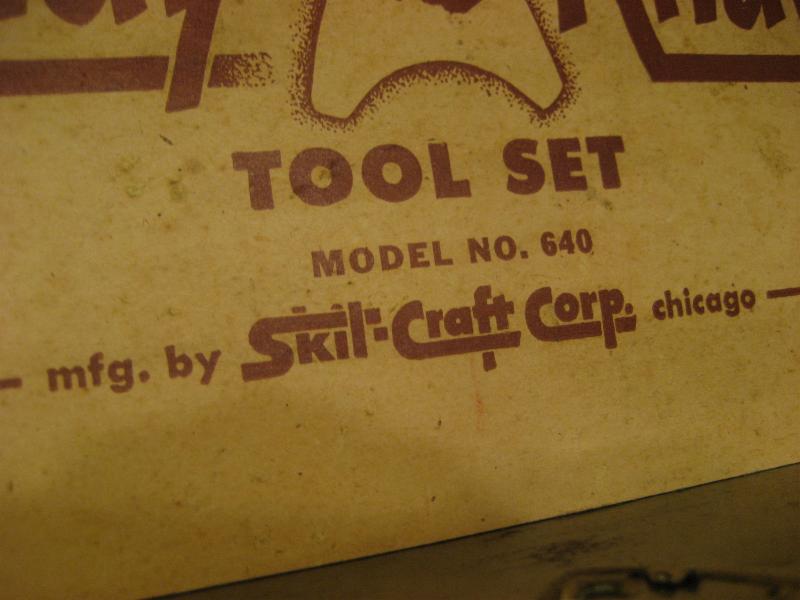 TOOL SET
MODEL NO. 640
mfg. by Skil-Craft Corp. chicago